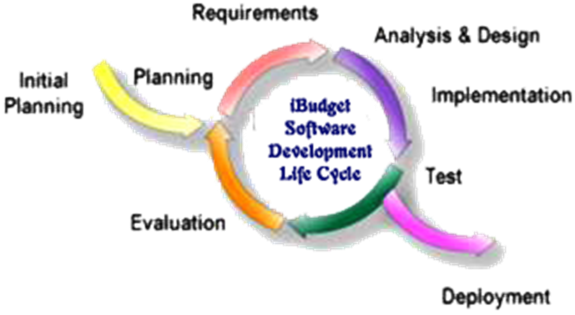 Requirements
Analysis & Design
Planning
Initial
Planning
Implementation
iBudget
Software
Development
Life Cycle
Test
Evaluation
Deployment